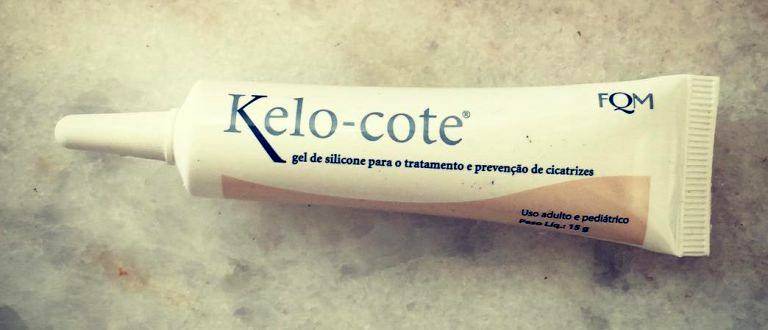 Kelo-cote®
FQM
gel de silicone para o tratamento e prevenção de cicatrizes
Uso adulto e pediátrico
Peso Líq.: 15 g